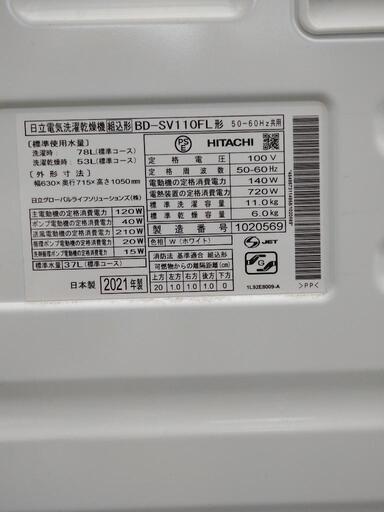 日立電気洗濯乾燥機 組込形 BD-SV110FL形 50-60Hz共用
〔標準使用水量〕
洗濯時： 78L(標準コース)
洗濯乾燥時： 53L(標準コース)
〔外形寸法〕
幅630×奥行715×高さ1050mm
日立グローバルライフソリューションズ(株)
主電動機の定格消費電力 120W
ポンプ電動機の定格消費電力 40W
送風電動機の定格消費電力 210W
循環ポンプ電動機の定格消費電力 20W
洗剤循環ポンプ電動機の定格消費電力 15W
標準水量 37L(標準コース)
日本製 2021年製
PS
E
HITACHI
定格電圧 100V
定格周波数 50-60Hz
電動機の定格消費電力 140W
電熱装置の定格消費電力 720W
標準洗濯容量 11.0kg
標準乾燥容量 6.0kg
製造番号 1020569
色相 W(ホワイト)
JET
消防法 基準適合 組込形
可燃物からの離隔距離(cm)
上方 左方 右方 前方 後方 下方
20 1.0 1.0 0 1.0 0
1L92E8009-A
>PP<